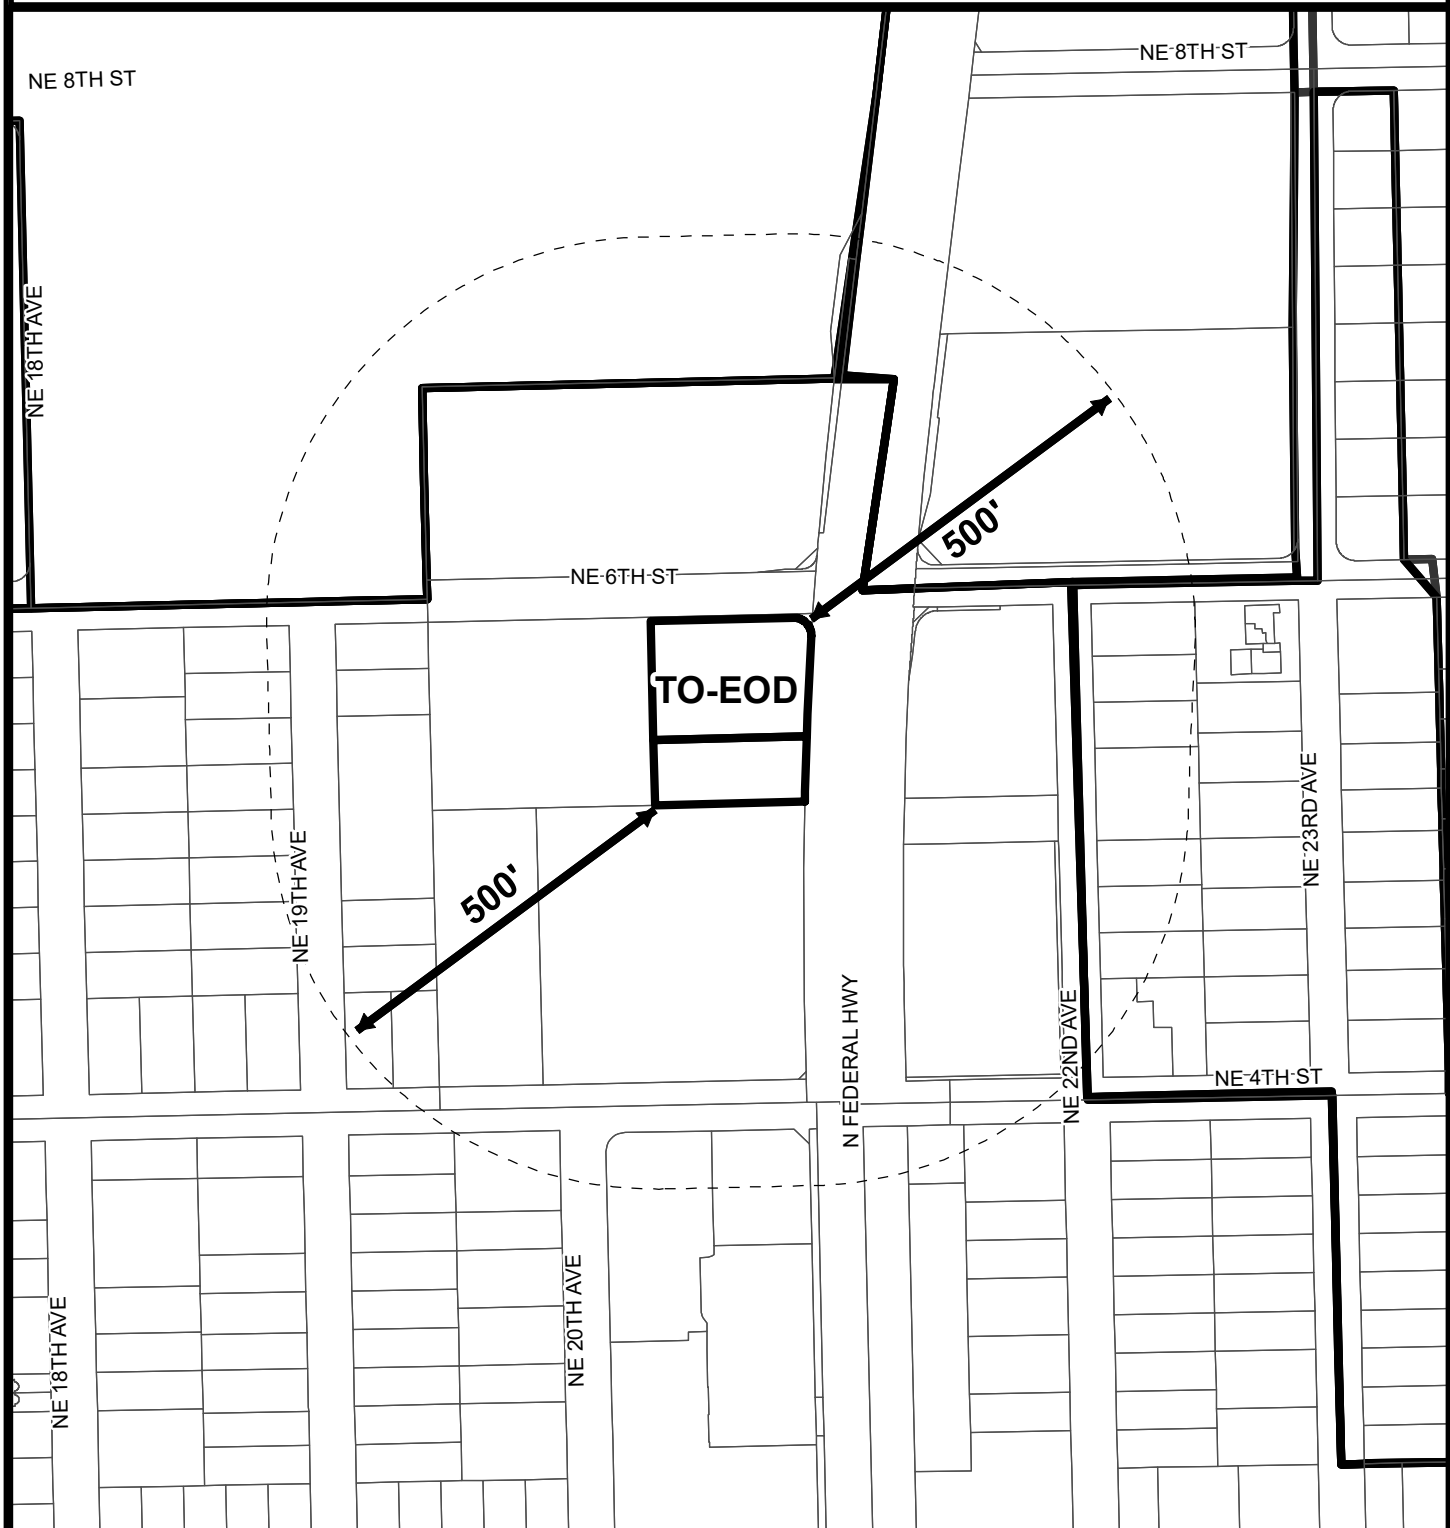 NE 8TH ST
NE 8TH ST
NE 18TH AVE
500'
NE 6TH ST
TO-EOD
NE 23RD AVE
NE 19TH AVE
500'
N FEDERAL HWY
NE 22ND AVE
NE 4TH ST
NE 20TH AVE
NE 18TH AVE